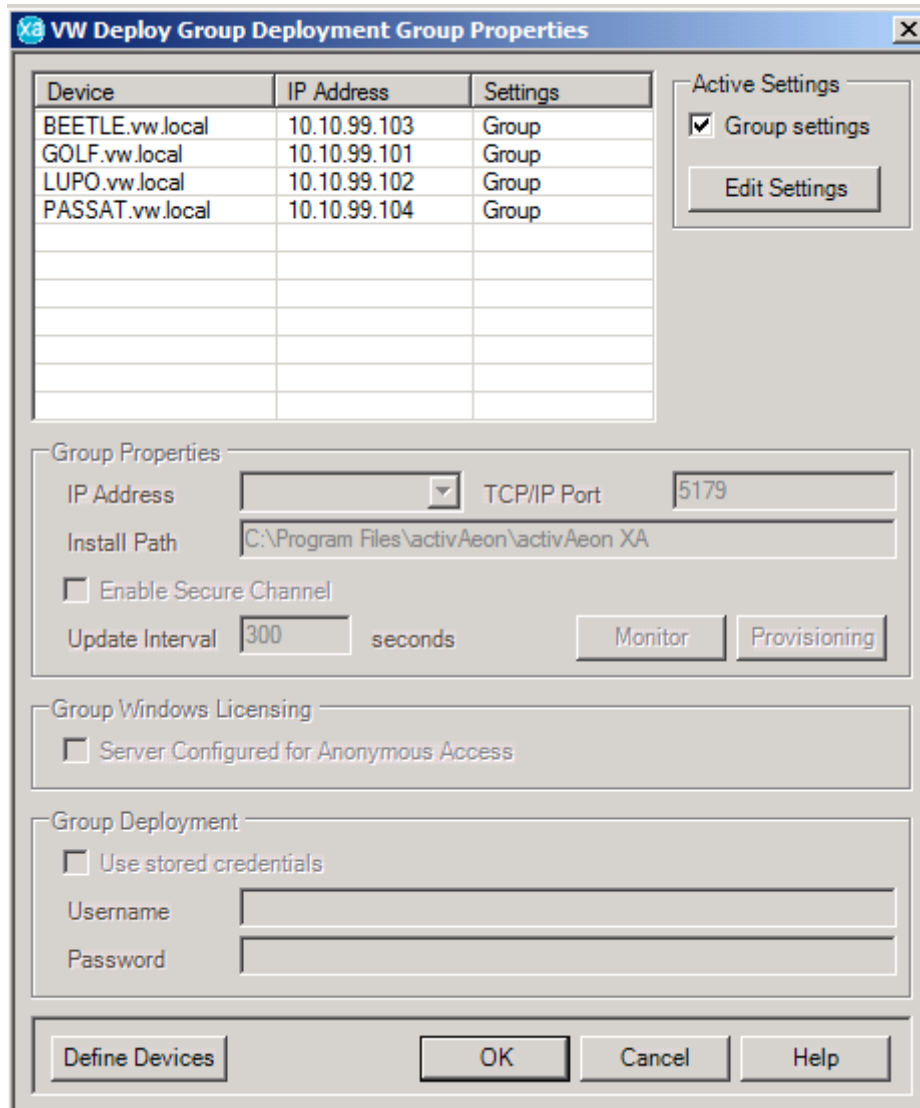 xa VW Deploy Group Deployment Group Properties
Device IP Address Settings
BEETLE.vw.local 10.10.99.103 Group
GOLF.vw.local 10.10.99.101 Group
LUPO.vw.local 10.10.99.102 Group
PASSAT.vw.local 10.10.99.104 Group
Active Settings
Group settings
Edit Settings
Group Properties
IP Address TCP/IP Port 5179
Install Path C:\Program Files\activAeon\activAeon XA
Enable Secure Channel
Update Interval 300 seconds Monitor Provisioning
Group Windows Licensing
Server Configured for Anonymous Access
Group Deployment
Use stored credentials
Username
Password
Define Devices OK Cancel Help